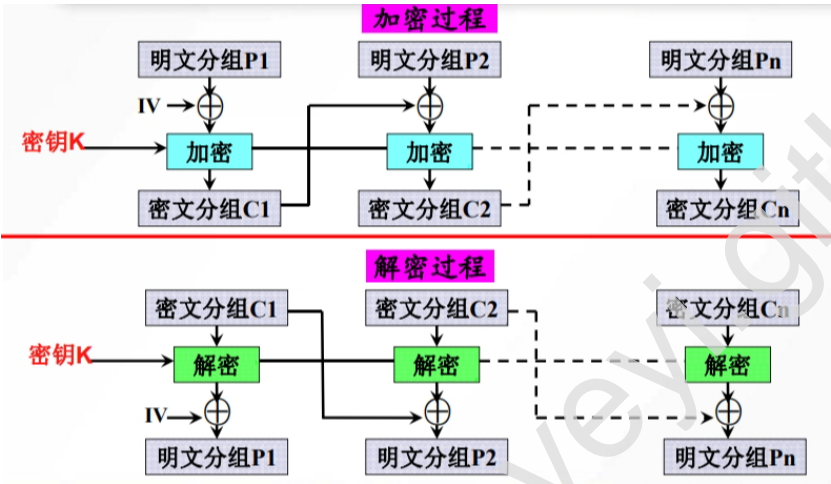 加密过程
明文分组P1 明文分组P2 明文分组Pn
IV
密钥K 加密 加密 加密
密文分组C1 密文分组C2 密文分组Cn
解密过程
密文分组C1 密文分组C2 密文分组Cn
密钥K 解密 解密 解密
IV
明文分组P1 明文分组P2 明文分组Pn